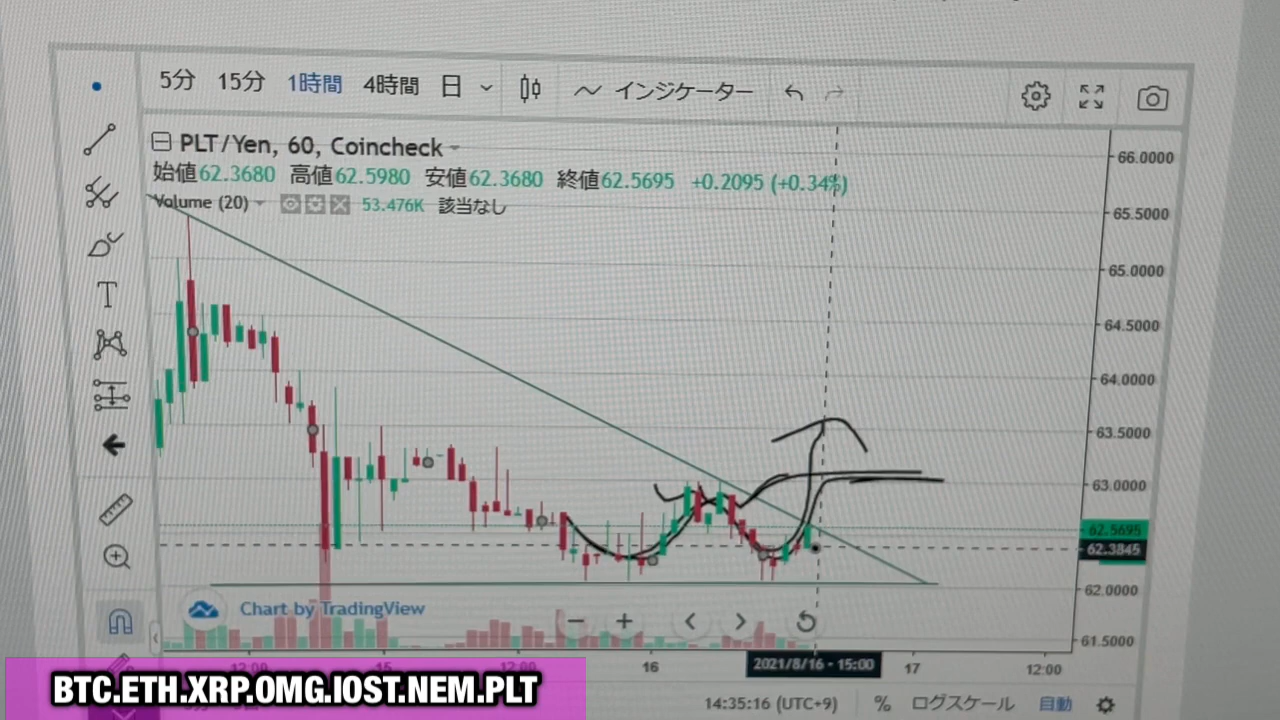 5分 15分 1時間 4時間 日 インジケーター
PLT/Yen, 60, Coincheck
始値62.3680 高値62.5980 安値62.3680 終値62.5695 +0.2095 (+0.34%)
Volume (20) 53.476K 該当なし
T
66.0000
65.5000
65.0000
64.5000
64.0000
63.5000
63.0000
62.5695
62.3845
62.0000
61.5000
Chart by TradingView
12:00 15 12:00 16 2021/8/16 - 15:00 17 12:00
14:35:16 (UTC+9) % ログスケール 自動
BTC.ETH.XRP.OMG.IOST.NEM.PLT